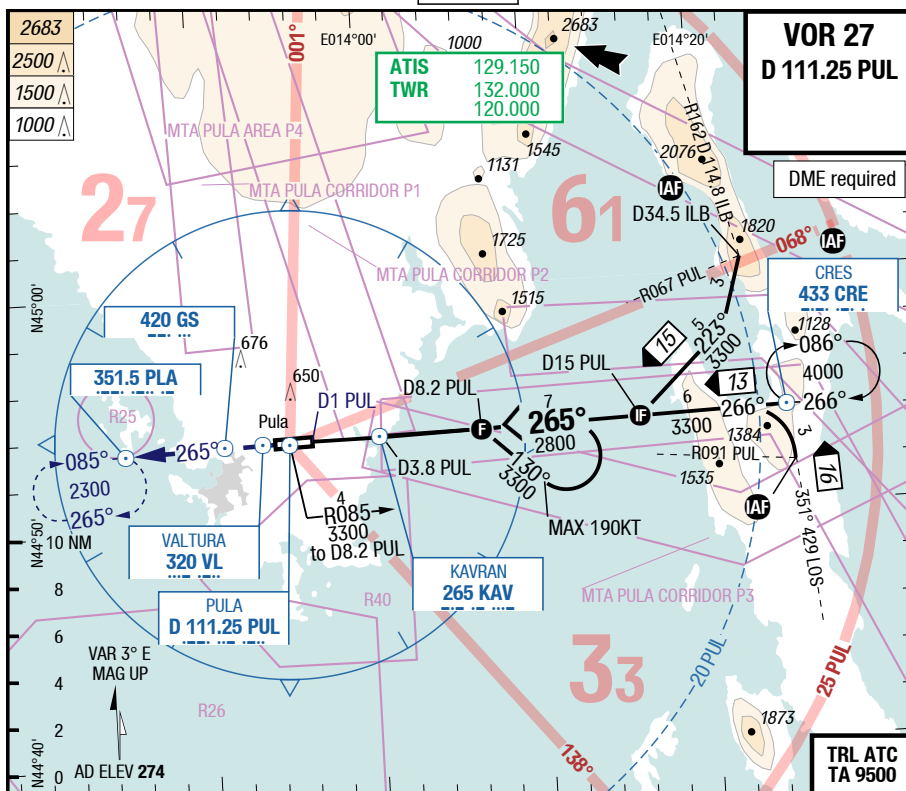 2683
2500
1500
1000
001°
E014°00'
1000
2683
E014°20'
VOR 27
D 111.25 PUL
ATIS 129.150
TWR 132.000
120.000
MTA PULA AREA P4
1545
1131
2076
R162 D 114.8 ILB
IAF
DME required
MTA PULA CORRIDOR P1
27
61
D34.5 ILB
1820
068°
IAF
1725
MTA PULA CORRIDOR P2
R067 PUL
3
CRES
433 CRE
N45°00'
420 GS
1515
15
5
223°
3300
1128
086°
4000
266°
676
351.5 PLA
650
D15 PUL
13
R25
Pula
D1 PUL
D8.2 PUL
F
7
265°
2800
IF
6
3300
266°
3
1384
085°
265°
2300
265°
10 NM
D3.8 PUL
130°
3300
R091 PUL
1535
16
IAF
4
R085
3300
to D8.2 PUL
MAX 190KT
351° 429 LOS
N44°50'
VALTURA
320 VL
KAVRAN
265 KAV
8
PULA
D 111.25 PUL
R40
MTA PULA CORRIDOR P3
6
VAR 3° E
MAG UP
33
20 PUL
25 PUL
4
R26
2
1873
138°
N44°40'
0
AD ELEV 274
TRL ATC
TA 9500